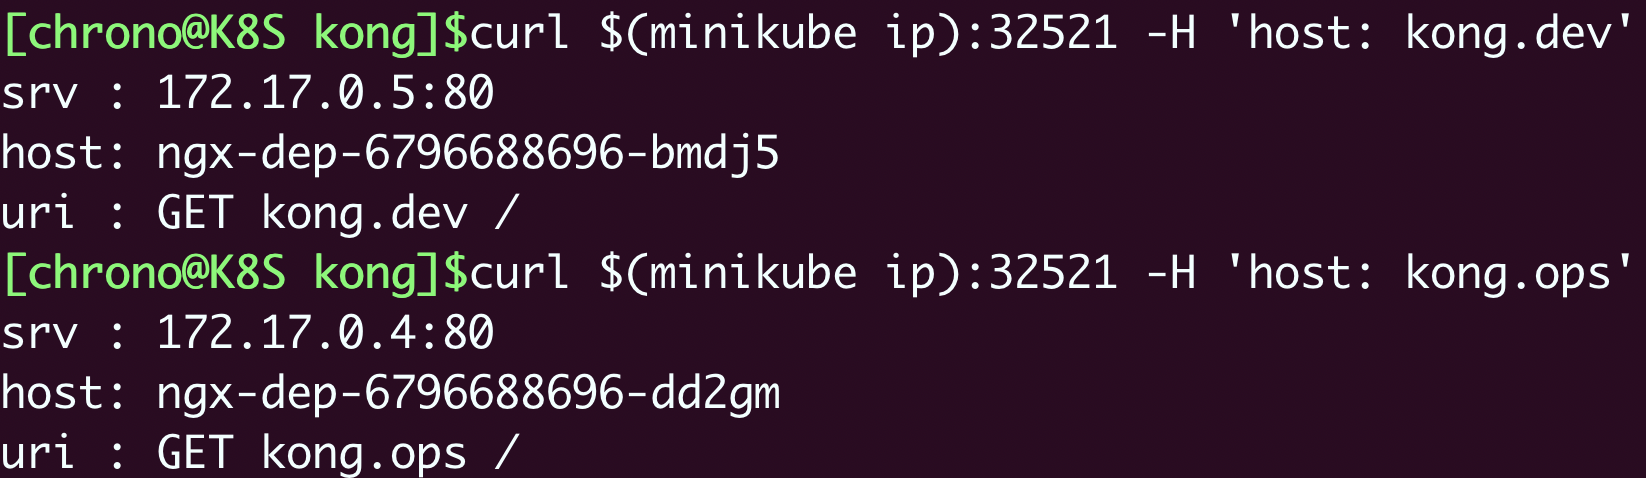 [chrono@K8S kong]$curl $(minikube ip):32521 -H 'host: kong.dev'
srv : 172.17.0.5:80
host: ngx-dep-6796688696-bmdj5
uri : GET kong.dev /
[chrono@K8S kong]$curl $(minikube ip):32521 -H 'host: kong.ops'
srv : 172.17.0.4:80
host: ngx-dep-6796688696-dd2gm
uri : GET kong.ops /